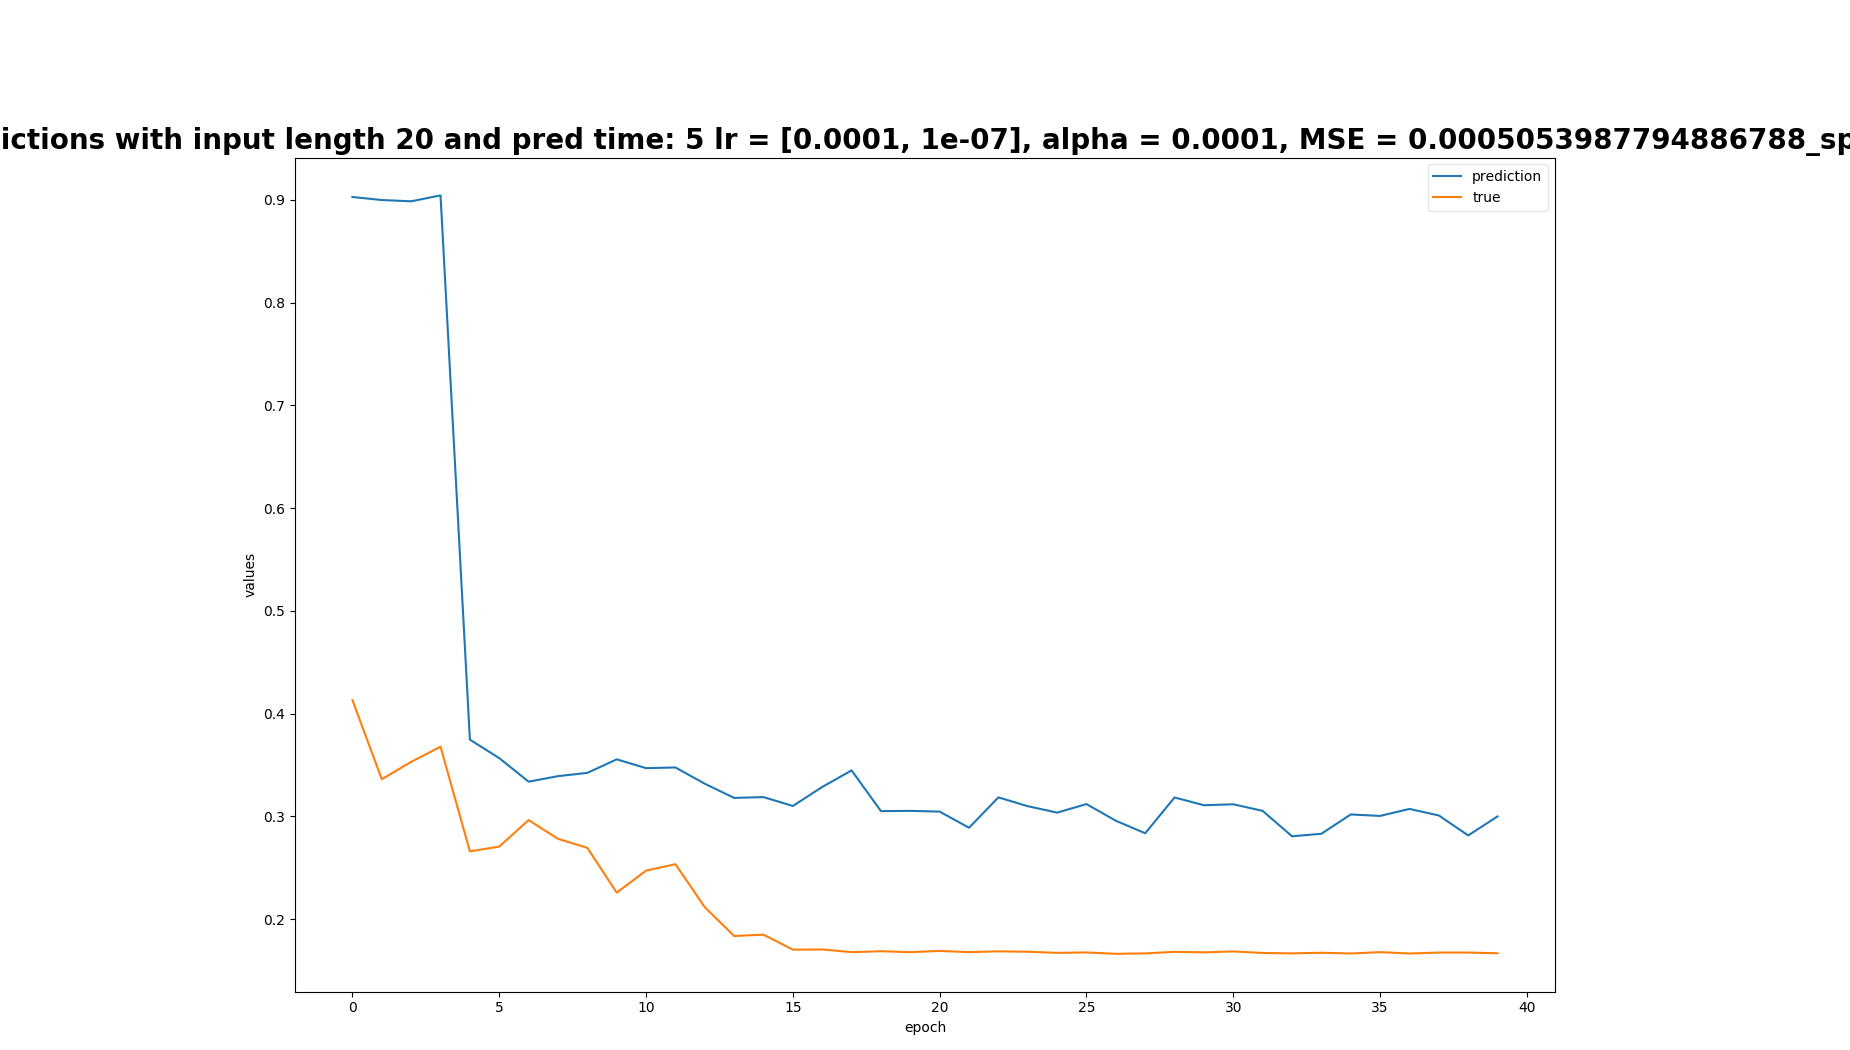 ictions with input length 20 and pred time: 5 lr = [0.0001, 1e-07], alpha = 0.0001, MSE = 0.0005053987794886788_sp
prediction
true
0.9
0.8
0.7
0.6
0.5
0.4
0.3
0.2
values
0 5 10 15 20 25 30 35 40
epoch